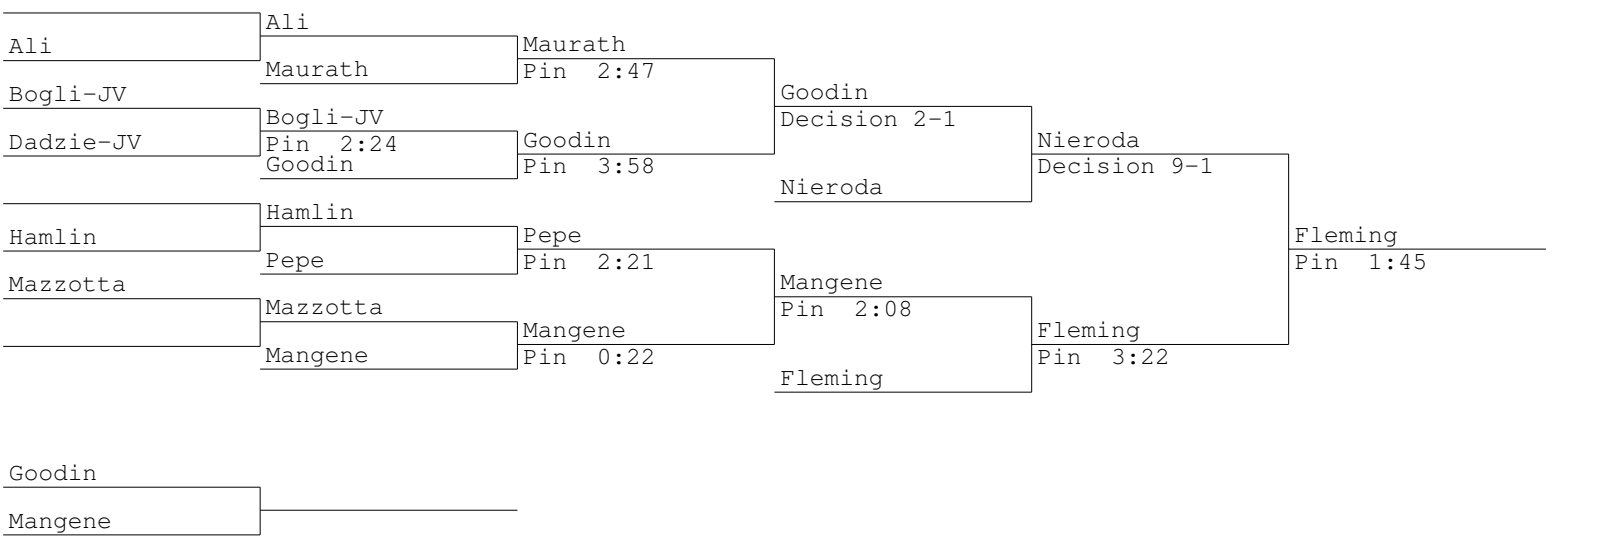 Ali
Ali
Maurath
Maurath
Pin 2:47
Bogli-JV
Dadzie-JV
Bogli-JV
Pin 2:24
Goodin
Goodin
Pin 3:58
Goodin
Decision 2-1
Nieroda
Nieroda
Decision 9-1
Hamlin
Hamlin
Pepe
Pepe
Pin 2:21
Mazzotta
Mazzotta
Mangene
Mangene
Pin 0:22
Mangene
Pin 2:08
Fleming
Fleming
Pin 3:22
Fleming
Pin 1:45
Goodin
Mangene